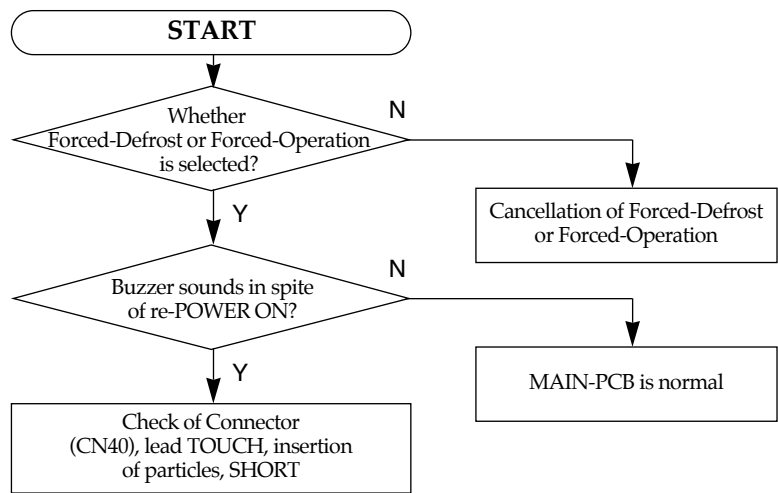 START
Whether
Forced-Defrost or Forced-Operation
is selected?
N
Cancellation of Forced-Defrost
or Forced-Operation
Y
Buzzer sounds in spite
of re-POWER ON?
N
MAIN-PCB is normal
Y
Check of Connector
(CN40), lead TOUCH, insertion
of particles, SHORT